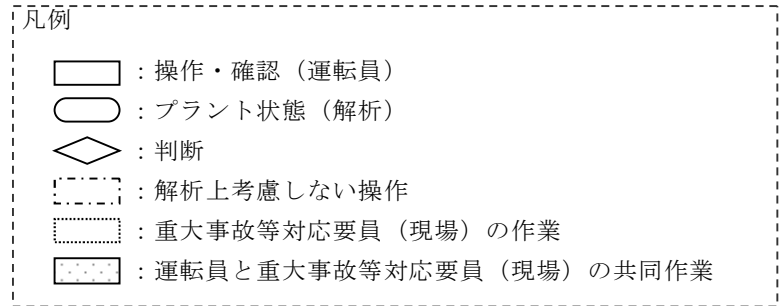 凡例
：操作・確認（運転員）
：プラント状態（解析）
：判断
：解析上考慮しない操作
：重大事故等対応要員（現場）の作業
：運転員と重大事故等対応要員（現場）の共同作業